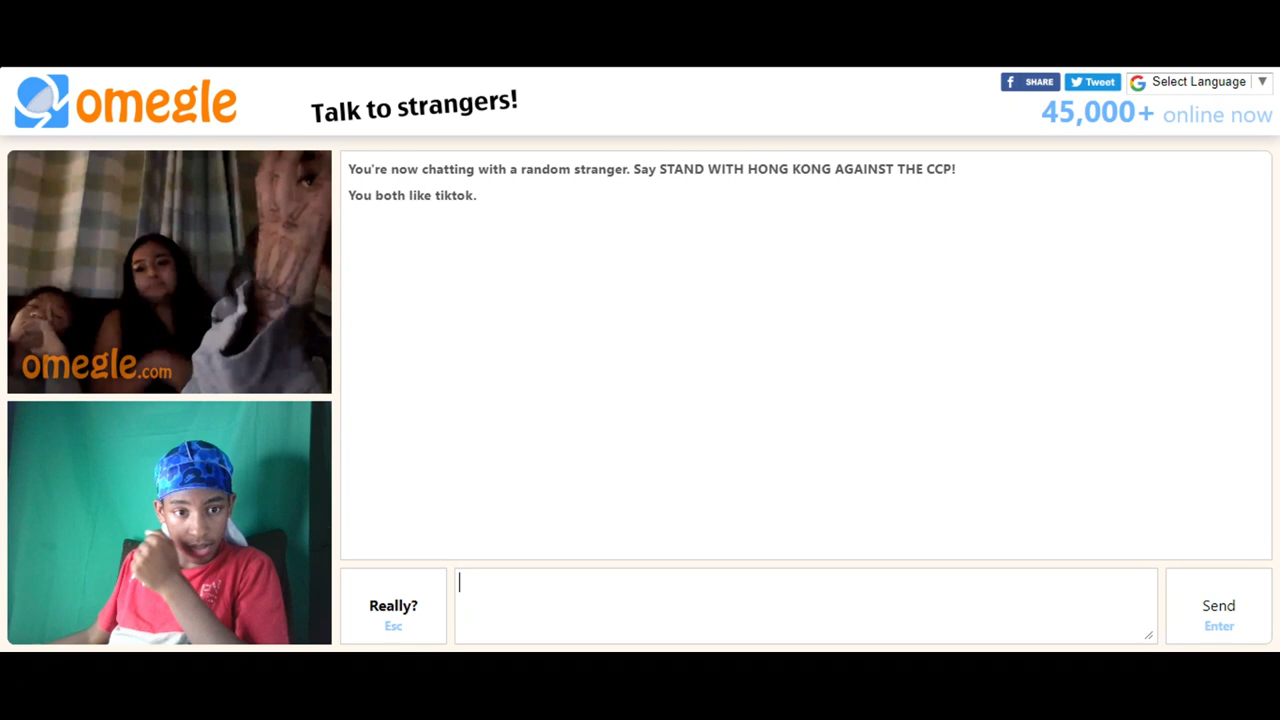 omegle
Talk to strangers!
SHARE
Tweet
Select Language
45,000+ online now
You're now chatting with a random stranger. Say STAND WITH HONG KONG AGAINST THE CCP!
You both like tiktok.
omegle.com
Really?
Esc
Send
Enter